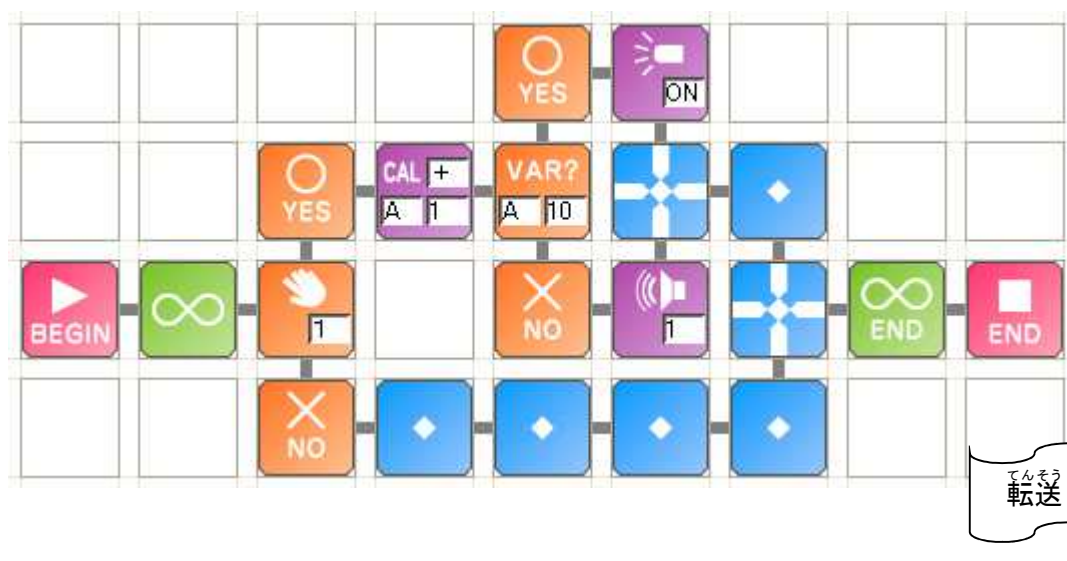 YES
ON
YES
CAL +
A 1
VAR?
A 10
BEGIN
1
NO
1
END
END
NO
てんそう
転送